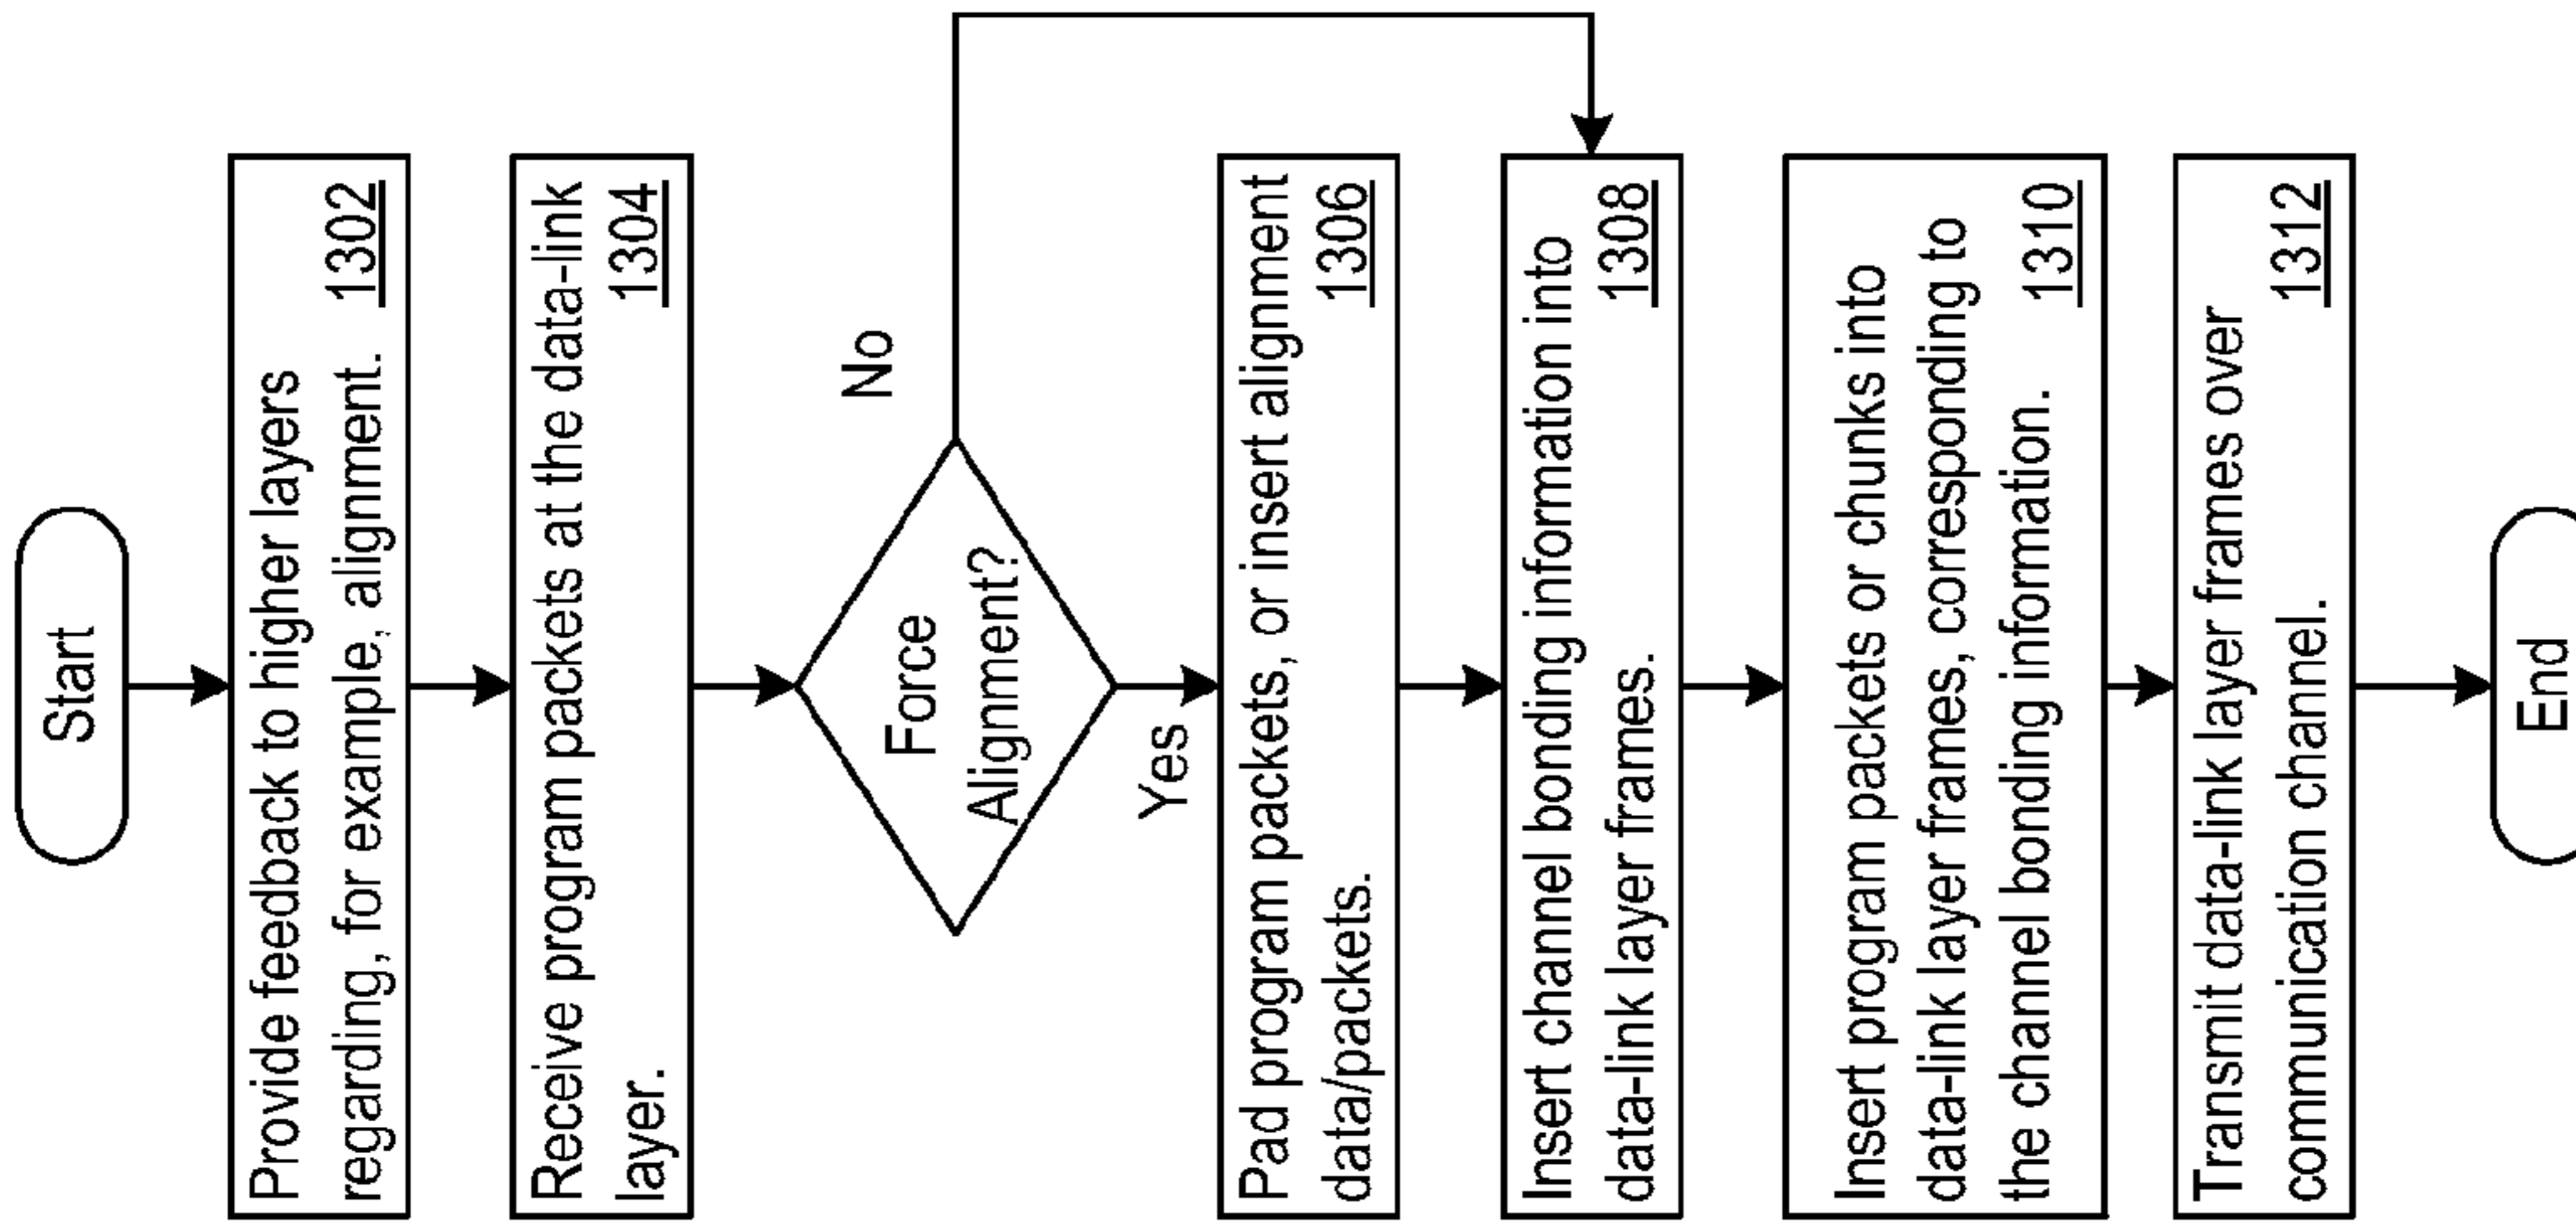 Start
Provide feedback to higher layers
regarding, for example, alignment. 1302
Receive program packets at the data-link
layer. 1304
Force
Alignment?
No
Yes
Pad program packets, or insert alignment
data/packets. 1306
Insert channel bonding information into
data-link layer frames. 1308
Insert program packets or chunks into
data-link layer frames, corresponding to
the channel bonding information. 1310
Transmit data-link layer frames over
communication channel. 1312
End